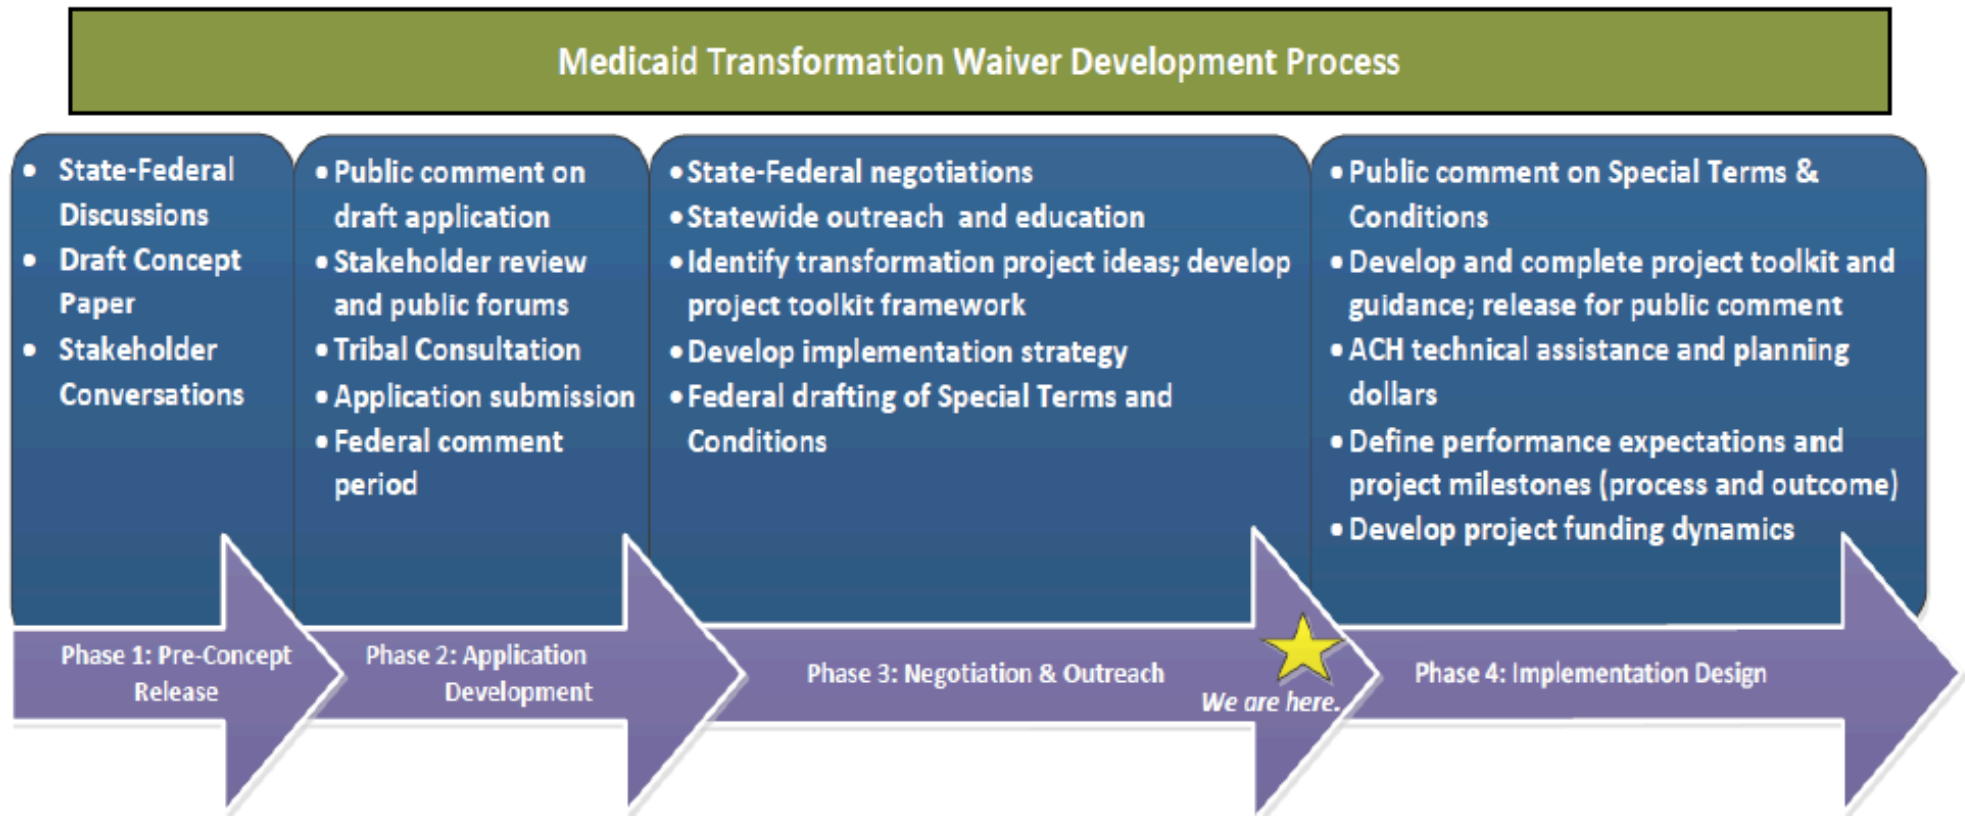 Medicaid Transformation Waiver Development Process
• State-Federal
Discussions
• Draft Concept
Paper
• Stakeholder
Conversations
• Public comment on
draft application
• Stakeholder review
and public forums
• Tribal Consultation
• Application submission
• Federal comment
period
• State-Federal negotiations
• Statewide outreach and education
• Identify transformation project ideas; develop
project toolkit framework
• Develop implementation strategy
• Federal drafting of Special Terms and
Conditions
• Public comment on Special Terms &
Conditions
• Develop and complete project toolkit and
guidance; release for public comment
• ACH technical assistance and planning
dollars
• Define performance expectations and
project milestones (process and outcome)
• Develop project funding dynamics
Phase 1: Pre-Concept
Release
Phase 2: Application
Development
Phase 3: Negotiation & Outreach
We are here.
Phase 4: Implementation Design